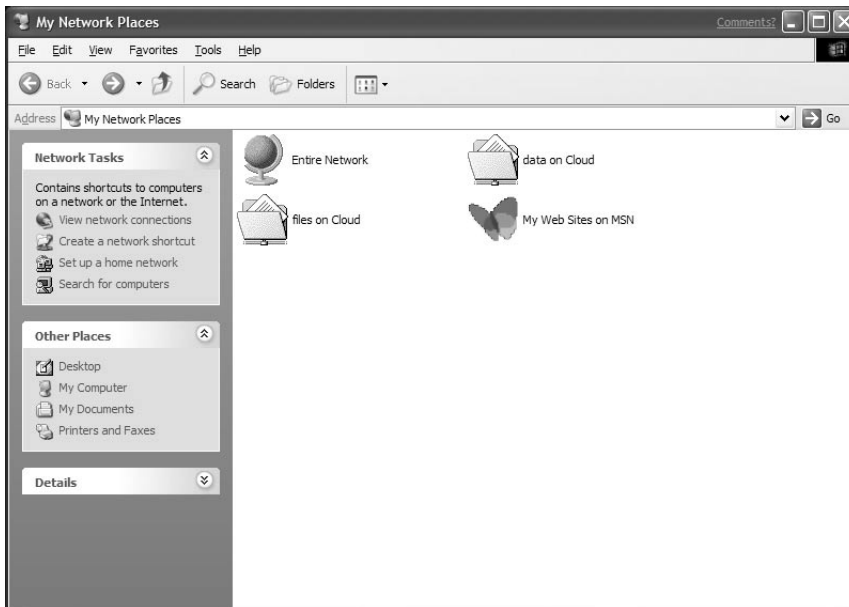 My Network Places
Comments?
File Edit View Favorites Tools Help
Back Search Folders
Address My Network Places Go
Network Tasks
Contains shortcuts to computers
on a network or the Internet.
View network connections
Create a network shortcut
Set up a home network
Search for computers
Other Places
Desktop
My Computer
My Documents
Printers and Faxes
Details
Entire Network
data on Cloud
files on Cloud
My Web Sites on MSN